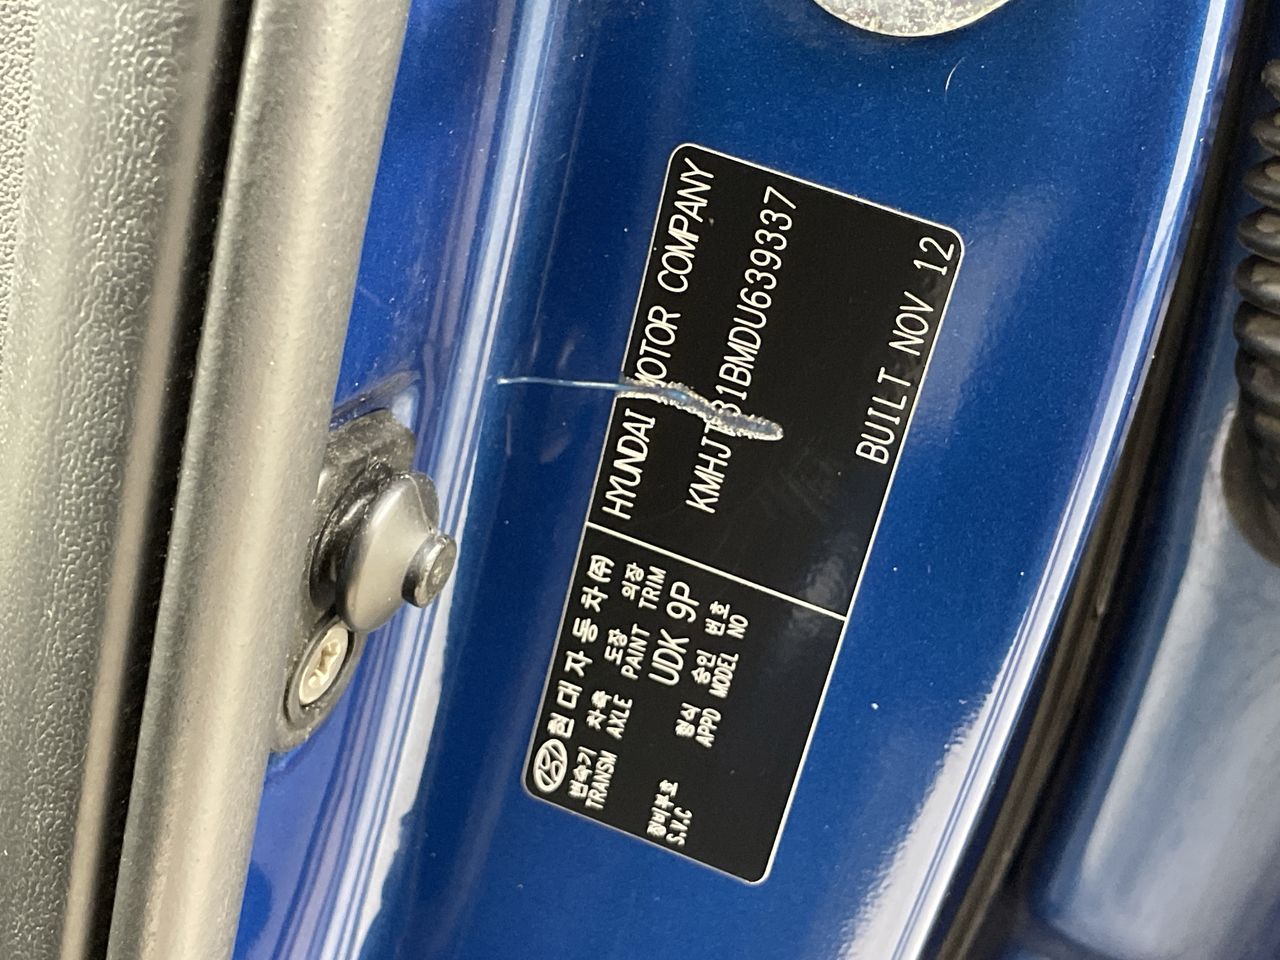 현대자동차(주)
변속기 차축 도장 의장
TRANSM AXLE PAINT TRIM
UDK 9P
정비부호 형식 승인 번호
S.V.C APPD MODEL NO
HYUNDAI MOTOR COMPANY
KMHJT81BMDU639337
BUILT NOV 12